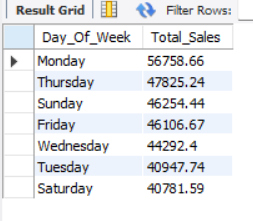 Result Grid Filter Rows:
Day_Of_Week Total_Sales
Monday 56758.66
Thursday 47825.24
Sunday 46254.44
Friday 46106.67
Wednesday 44292.4
Tuesday 40947.74
Saturday 40781.59